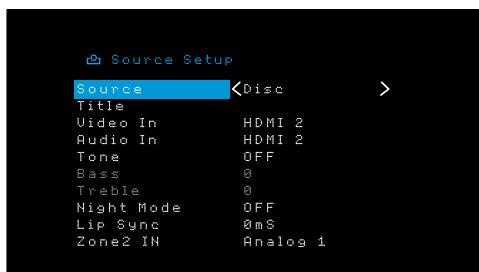 Source Setup
Source Disc
Title
Video In HDMI 2
Audio In HDMI 2
Tone OFF
Bass 0
Treble 0
Night Mode OFF
Lip Sync 0mS
Zone2 IN Analog 1